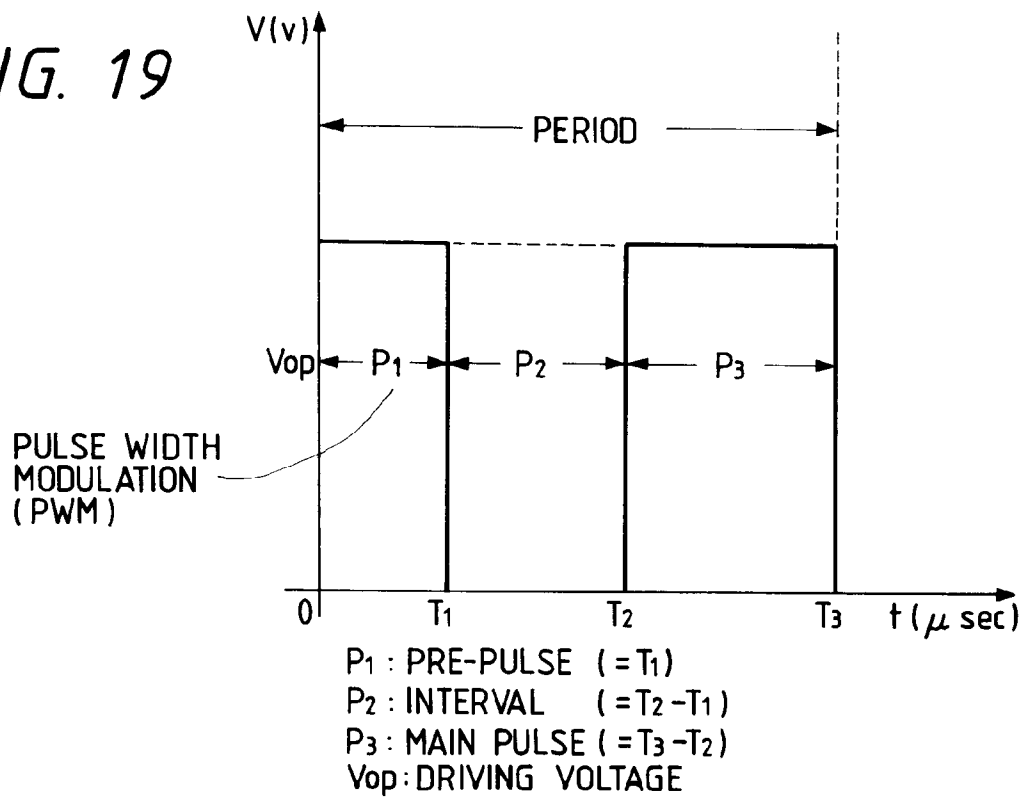 V(v)
IG. 19
PERIOD
Vop P1 P2 P3
PULSE WIDTH
MODULATION
(PWM)
0 T1 T2 T3 t (μ sec)
P1 : PRE-PULSE (=T1)
P2 : INTERVAL (=T2-T1)
P3 : MAIN PULSE (=T3-T2)
Vop : DRIVING VOLTAGE